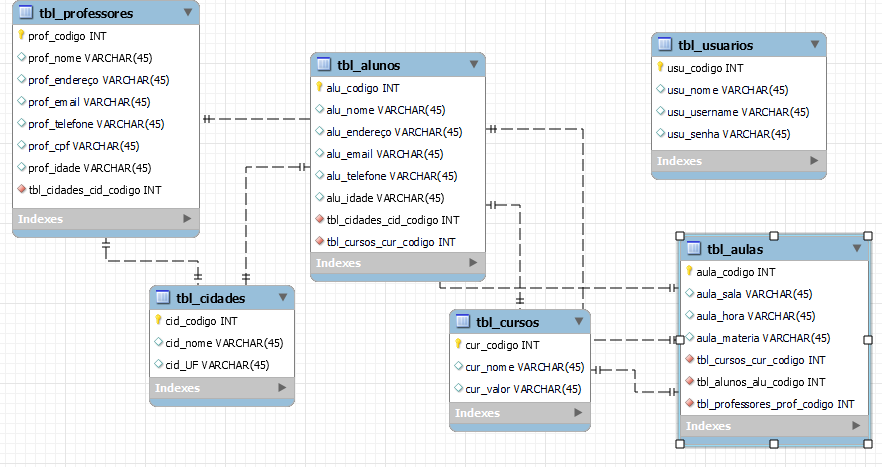 tbl_professores
prof_codigo INT
prof_nome VARCHAR(45)
prof_endereço VARCHAR(45)
prof_email VARCHAR(45)
prof_telefone VARCHAR(45)
prof_cpf VARCHAR(45)
prof_idade VARCHAR(45)
tbl_cidades_cid_codigo INT
Indexes
tbl_alunos
alu_codigo INT
alu_nome VARCHAR(45)
alu_endereço VARCHAR(45)
alu_email VARCHAR(45)
alu_telefone VARCHAR(45)
alu_idade VARCHAR(45)
tbl_cidades_cid_codigo INT
tbl_cursos_cur_codigo INT
Indexes
tbl_usuarios
usu_codigo INT
usu_nome VARCHAR(45)
usu_username VARCHAR(45)
usu_senha VARCHAR(45)
Indexes
tbl_cidades
cid_codigo INT
cid_nome VARCHAR(45)
cid_UF VARCHAR(45)
Indexes
tbl_cursos
cur_codigo INT
cur_nome VARCHAR(45)
cur_valor VARCHAR(45)
Indexes
tbl_aulas
aula_codigo INT
aula_sala VARCHAR(45)
aula_hora VARCHAR(45)
aula_materia VARCHAR(45)
tbl_cursos_cur_codigo INT
tbl_alunos_alu_codigo INT
tbl_professores_prof_codigo INT
Indexes